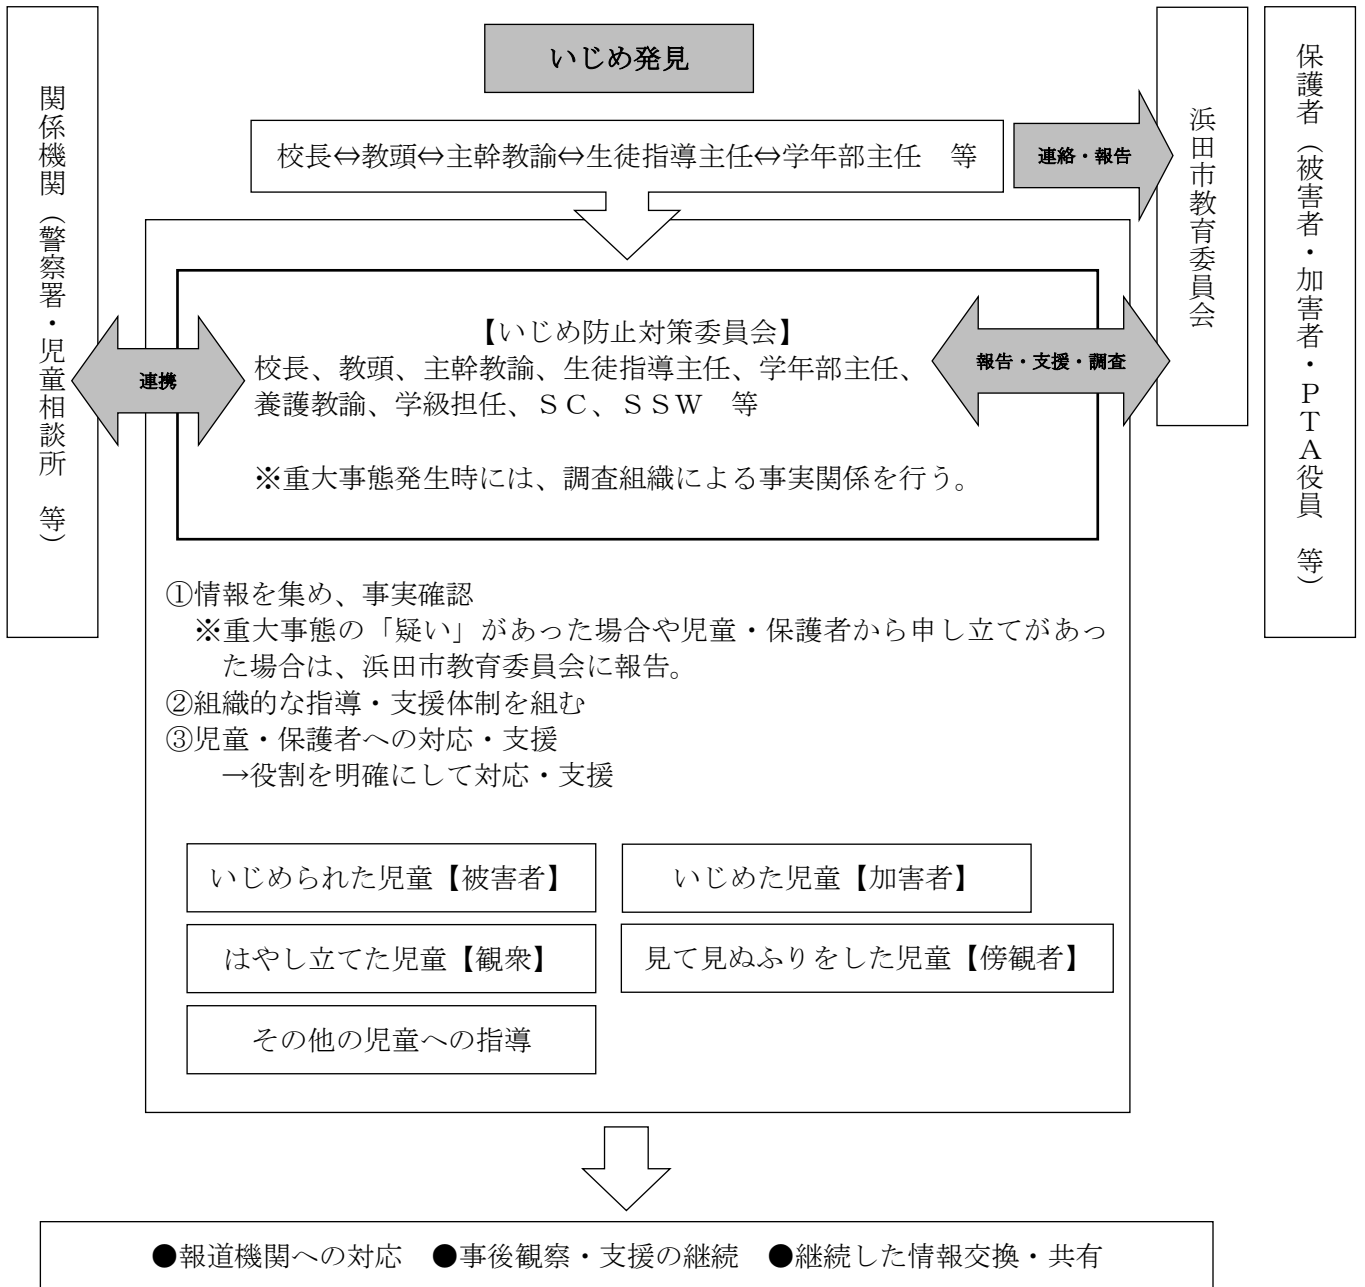 いじめ発見
校長⇔教頭⇔主幹教諭⇔生徒指導主任⇔学年部主任　等
連絡・報告
浜田市教育委員会
保護者（被害者・加害者・ＰＴＡ役員　等）
関係機関（警察署・児童相談所　等）
連携
【いじめ防止対策委員会】
校長、教頭、主幹教諭、生徒指導主任、学年部主任、
養護教諭、学級担任、ＳＣ、ＳＳＷ　等
※重大事態発生時には、調査組織による事実関係を行う。
報告・支援・調査
①情報を集め、事実確認
※重大事態の「疑い」があった場合や児童・保護者から申し立てがあっ
た場合は、浜田市教育委員会に報告。
②組織的な指導・支援体制を組む
③児童・保護者への対応・支援
→役割を明確にして対応・支援
いじめられた児童【被害者】
いじめた児童【加害者】
はやし立てた児童【観衆】
見て見ぬふりをした児童【傍観者】
その他の児童への指導
●報道機関への対応　●事後観察・支援の継続　●継続した情報交換・共有